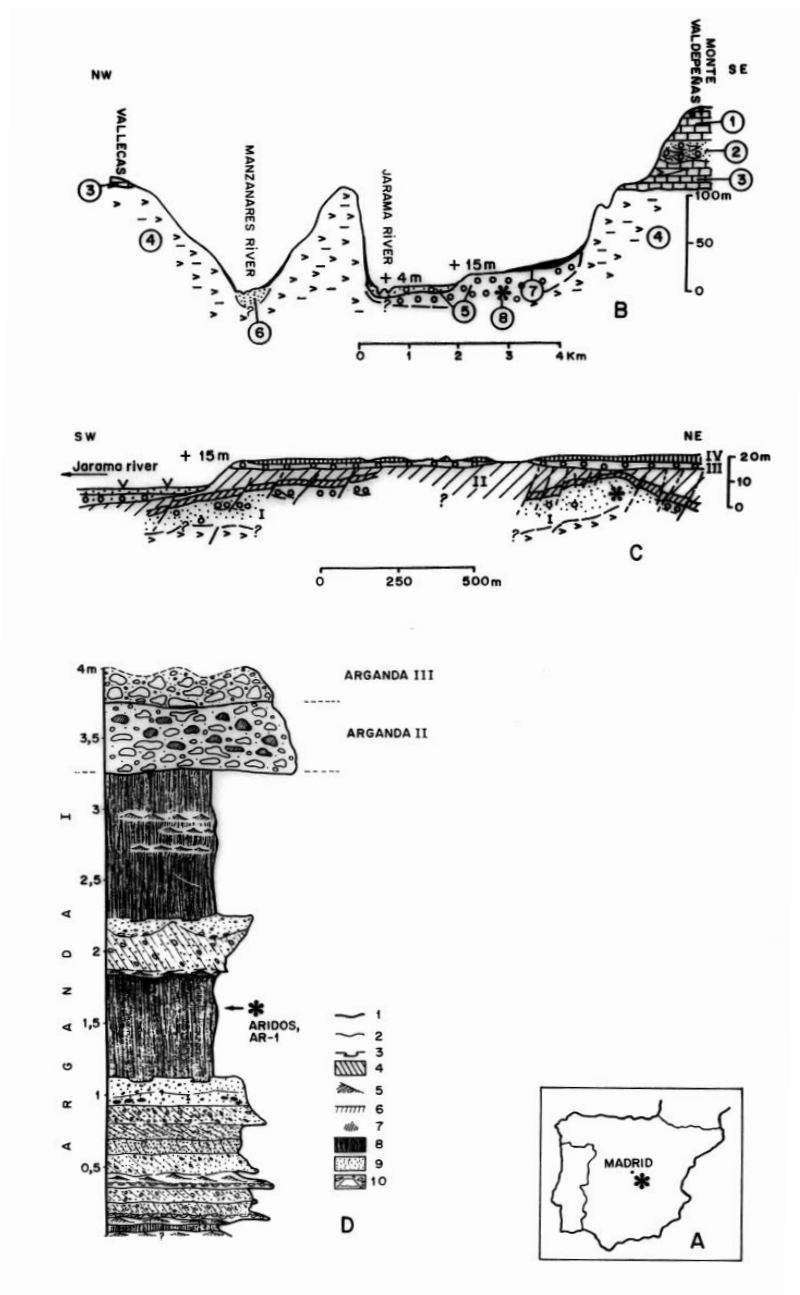 NW
MONTE
VALDEPEÑAS
SE
VALLECAS
MANZANARES RIVER
JARAMA RIVER
1
2
3
3
100m
4
4
50
+ 4 m
+ 15 m
0
?
5
7
8
6
?
B
0 1 2 3 4 Km
SW
NE
+ 15 m
Jarama river
IV
III
20m
10
0
II
I
I
?
?
?
?
C
0 250 500m
4m
ARGANDA III
ARGANDA II
3,5
3
2,5
2
1,5
1
0,5
ARGANDA I
ARIDOS,
AR-1
1
2
3
4
5
6
7
8
9
10
?
D
MADRID
A